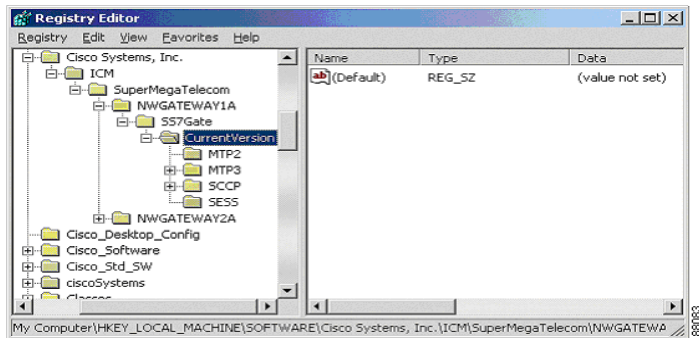 Registry Editor
Registry Edit View Favorites Help
Cisco Systems, Inc.
ICM
SuperMegaTelecom
NWGATEWAY1A
SS7Gate
CurrentVersion
MTP2
MTP3
SCCP
SESS
NWGATEWAY2A
Cisco_Desktop_Config
Cisco_Software
Cisco_Std_SW
ciscoSystems
Classes
Name Type Data
ab (Default) REG_SZ (value not set)
My Computer\HKEY_LOCAL_MACHINE\SOFTWARE\Cisco Systems, Inc.\ICM\SuperMegaTelecom\NWGATEWA
88083